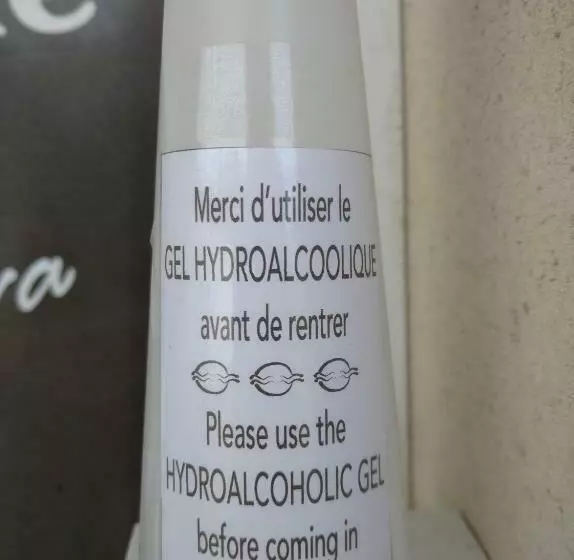 Merci d'utiliser le
GEL HYDROALCOOLIQUE
avant de rentrer
Please use the
HYDROALCOHOLIC GEL
before coming in